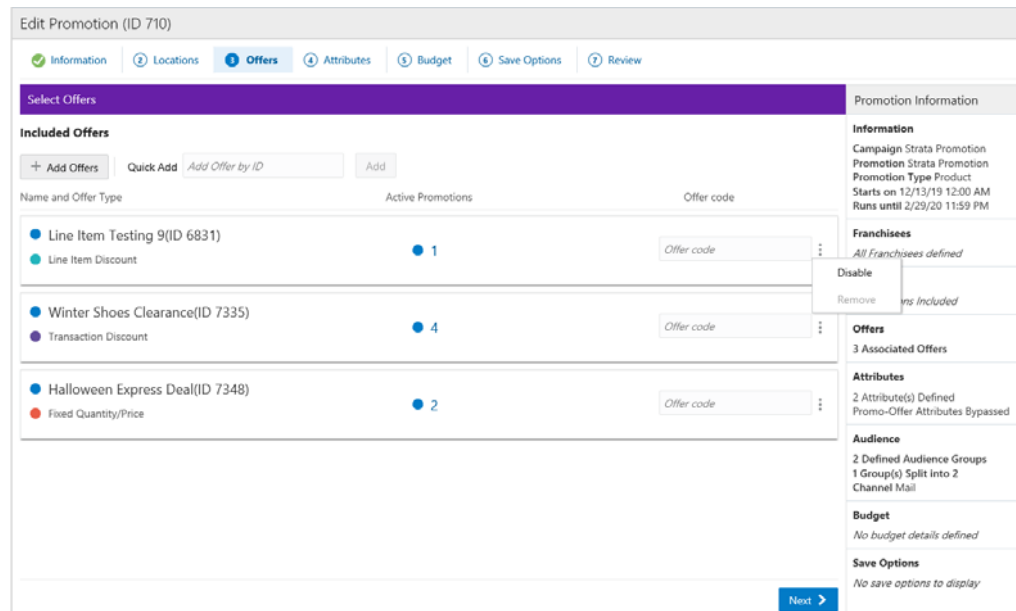 Edit Promotion (ID 710)
Information 2 Locations 3 Offers 4 Attributes 5 Budget 6 Save Options 7 Review
Select Offers
Included Offers
+ Add Offers Quick Add Add Offer by ID Add
Name and Offer Type Active Promotions Offer code
Line Item Testing 9(ID 6831)
Line Item Discount
1
Offer code
Disable
Remove
Winter Shoes Clearance(ID 7335)
Transaction Discount
4
Offer code
Halloween Express Deal(ID 7348)
Fixed Quantity/Price
2
Offer code
Next
Promotion Information
Information
Campaign Strata Promotion
Promotion Strata Promotion
Promotion Type Product
Starts on 12/13/19 12:00 AM
Runs until 2/29/20 11:59 PM
Franchisees
All Franchisees defined
Included
Offers
3 Associated Offers
Attributes
2 Attribute(s) Defined
Promo-Offer Attributes Bypassed
Audience
2 Defined Audience Groups
1 Group(s) Split into 2
Channel Mail
Budget
No budget details defined
Save Options
No save options to display